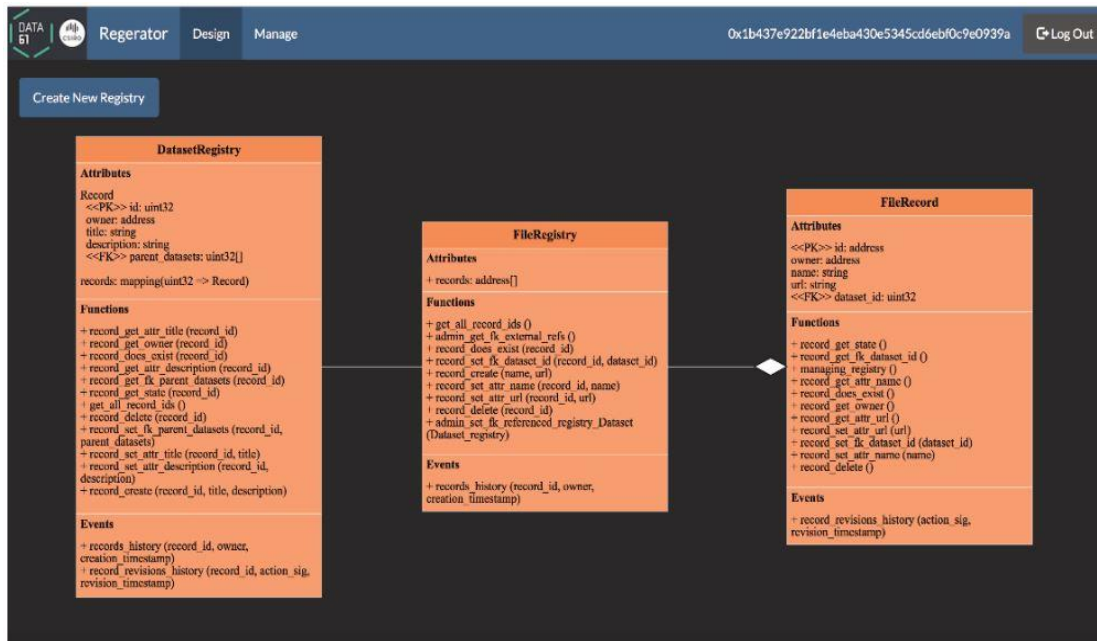 DATA
61
CSIRO
Regerator
Design
Manage
0x1b437e922bf1e4eba430e5345cd6ebf0c9e0939a
Log Out
Create New Registry
DatasetRegistry
Attributes
Record
<<PK>> id: uint32
owner: address
title: string
description: string
<<FK>> parent_datasets: uint32[]
records: mapping(uint32 => Record)
Functions
+ record_get_attr_title (record_id)
+ record_get_owner (record_id)
+ record_does_exist (record_id)
+ record_get_attr_description (record_id)
+ record_get_fk_parent_datasets (record_id)
+ record_get_state (record_id)
+ get_all_record_ids ()
+ record_delete (record_id)
+ record_set_fk_parent_datasets (record_id,
parent_datasets)
+ record_set_attr_title (record_id, title)
+ record_set_attr_description (record_id,
description)
+ record_create (record_id, title, description)
Events
+ records_history (record_id, owner,
creation_timestamp)
+ record_revisions_history (record_id, action_sig,
revision_timestamp)
FileRegistry
Attributes
+ records: address[]
Functions
+ get_all_record_ids ()
+ admin_get_fk_external_refs ()
+ record_does_exist (record_id)
+ record_set_fk_dataset_id (record_id, dataset_id)
+ record_create (name, url)
+ record_set_attr_name (record_id, name)
+ record_set_attr_url (record_id, url)
+ record_delete (record_id)
+ admin_set_fk_referenced_registry_Dataset
(Dataset_registry)
Events
+ records_history (record_id, owner,
creation_timestamp)
FileRecord
Attributes
<<PK>> id: address
owner: address
name: string
url: string
<<FK>> dataset_id: uint32
Functions
+ record_get_state ()
+ record_get_fk_dataset_id ()
+ managing_registry ()
+ record_get_attr_name ()
+ record_does_exist ()
+ record_get_owner ()
+ record_get_attr_url ()
+ record_set_attr_url (url)
+ record_set_fk_dataset_id (dataset_id)
+ record_set_attr_name (name)
+ record_delete ()
Events
+ record_revisions_history (action_sig,
revision_timestamp)